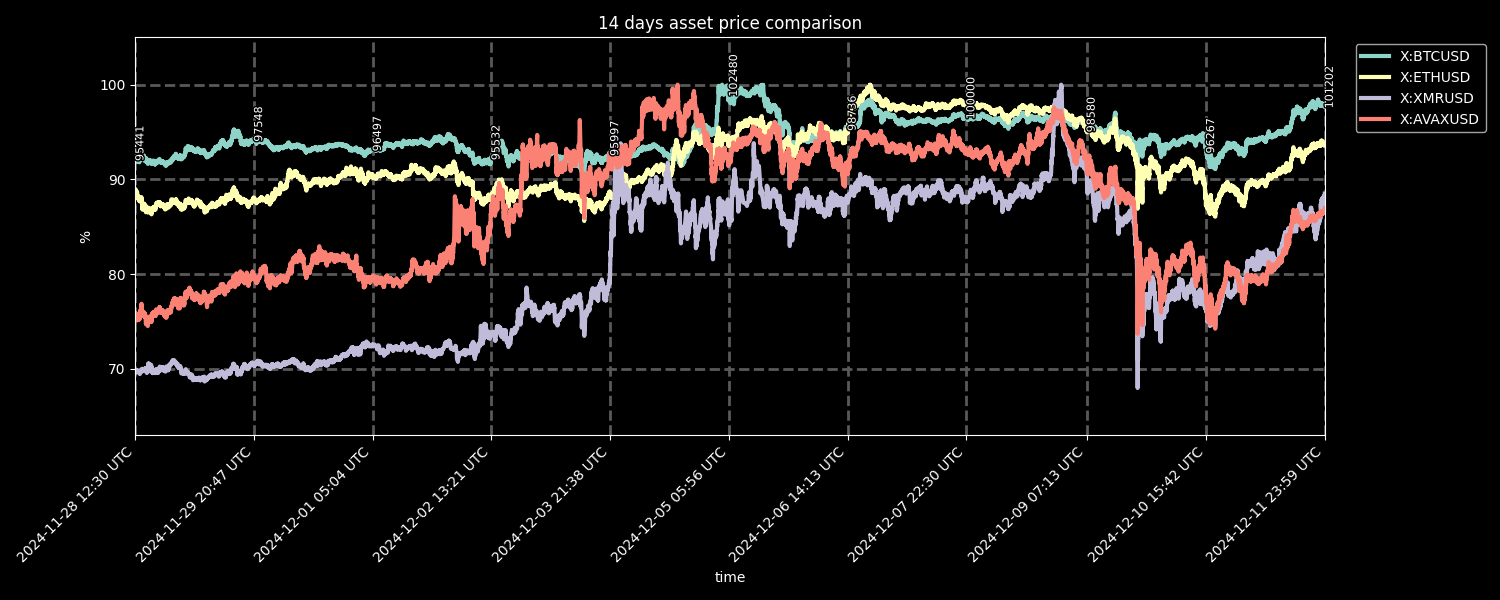 14 days asset price comparison
X:BTCUSD
X:ETHUSD
X:XMRUSD
X:AVAXUSD
100
90
80
70
%
95441
97548
96497
95532
95997
102480
98736
100000
98580
96267
101202
2024-11-28 12:30 UTC
2024-11-29 20:47 UTC
2024-12-01 05:04 UTC
2024-12-02 13:21 UTC
2024-12-03 21:38 UTC
2024-12-05 05:56 UTC
2024-12-06 14:13 UTC
2024-12-07 22:30 UTC
2024-12-09 07:13 UTC
2024-12-10 15:42 UTC
2024-12-11 23:59 UTC
time